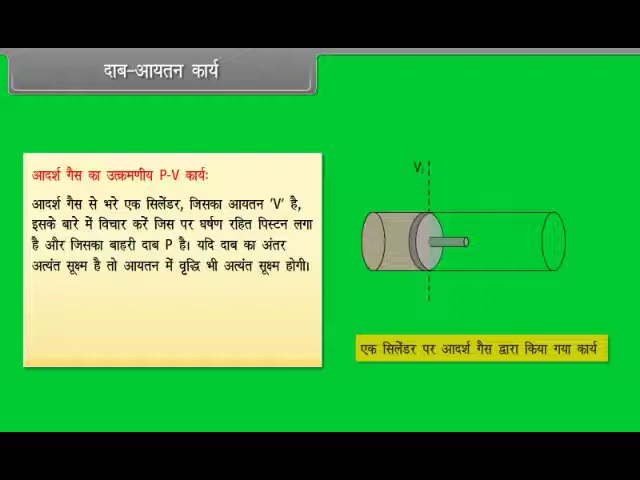 दाब-आयतन कार्य
आदर्श गैस का उत्क्रमणीय P-V कार्य:
आदर्श गैस से भरे एक सिलेंडर, जिसका आयतन 'V' है,
इसके बारे में विचार करें जिस पर घर्षण रहित पिस्टन लगा
है और जिसका बाहरी दाब P है। यदि दाब का अंतर
अत्यंत सूक्ष्म है तो आयतन में वृद्धि भी अत्यंत सूक्ष्म होगी।
Vi
एक सिलेंडर पर आदर्श गैस द्वारा किया गया कार्य